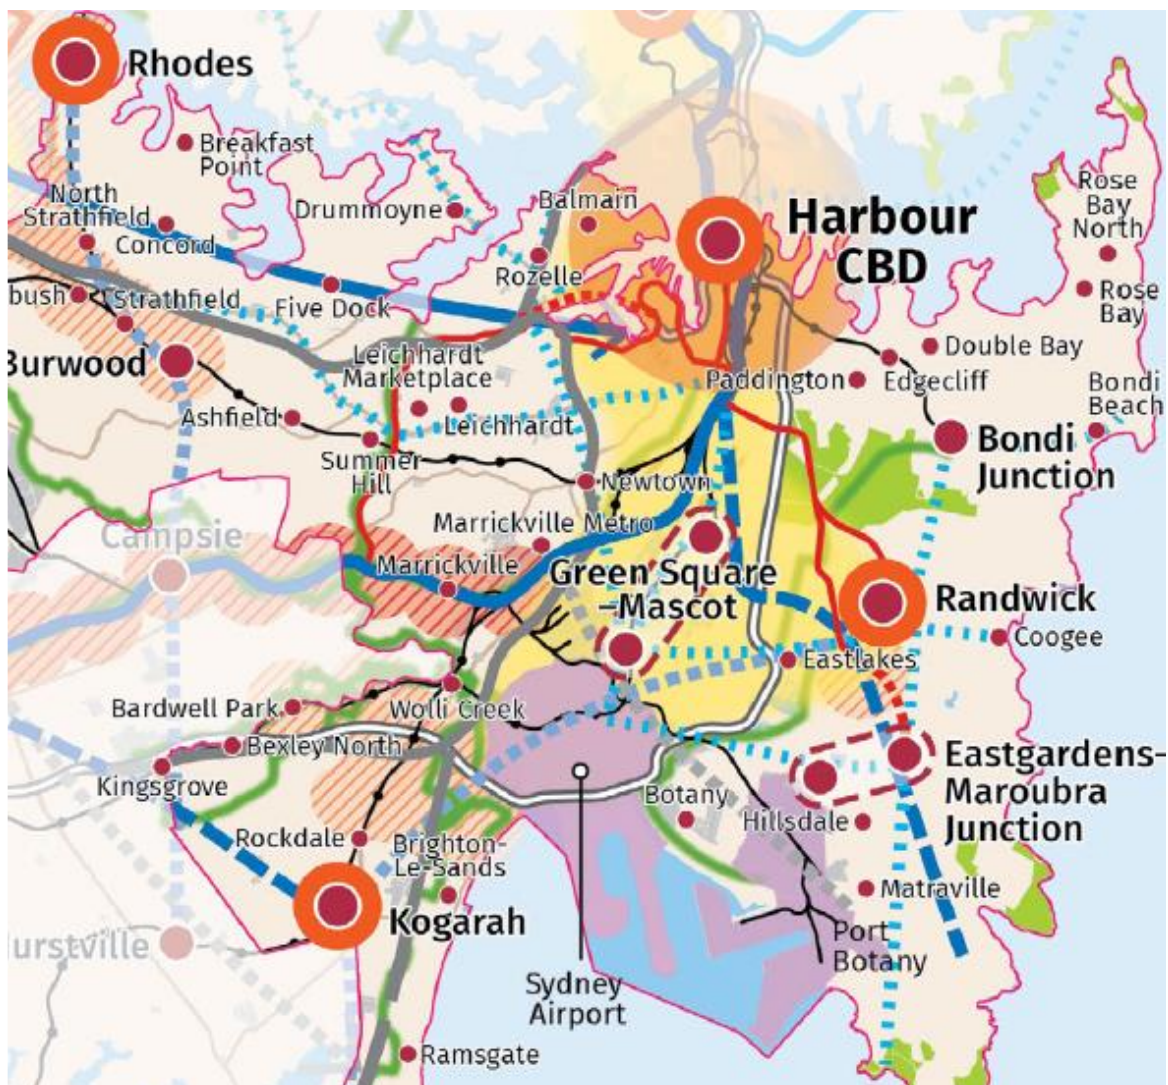 Rhodes
Breakfast
Point
North
Strathfield
Concord
Drummoyne
Balmain
Harbour
CBD
Rose
Bay
North
Rozelle
bush
Strathfield
Five Dock
Rose
Bay
Burwood
Leichhardt
Marketplace
Double Bay
Paddington
Edgecliff
Bondi
Beach
Ashfield
Leichhardt
Bondi
Junction
Summer
Hill
Newtown
Campsie
Marrickville Metro
Marrickville
Green Square
–Mascot
Randwick
Coogee
Eastlakes
Bardwell Park
Wolli Creek
Bexley North
Kingsgrove
Eastgardens–
Maroubra
Junction
Botany
Hillsdale
Rockdale
Brighton-
Le-Sands
Matraville
Kogarah
Port
Botany
urstville
Sydney
Airport
Ramsgate